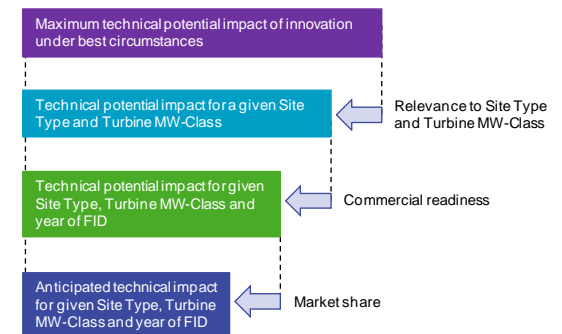 Maximum technical potential impact of innovation
under best circumstances
Technical potential impact for a given Site
Type and Turbine MW-Class
Relevance to Site Type
and Turbine MW-Class
Technical potential impact for given
Site Type, Turbine MW-Class and
year of FID
Commercial readiness
Anticipated technical impact
for given Site Type, Turbine
MW-Class and year of FID
Market share